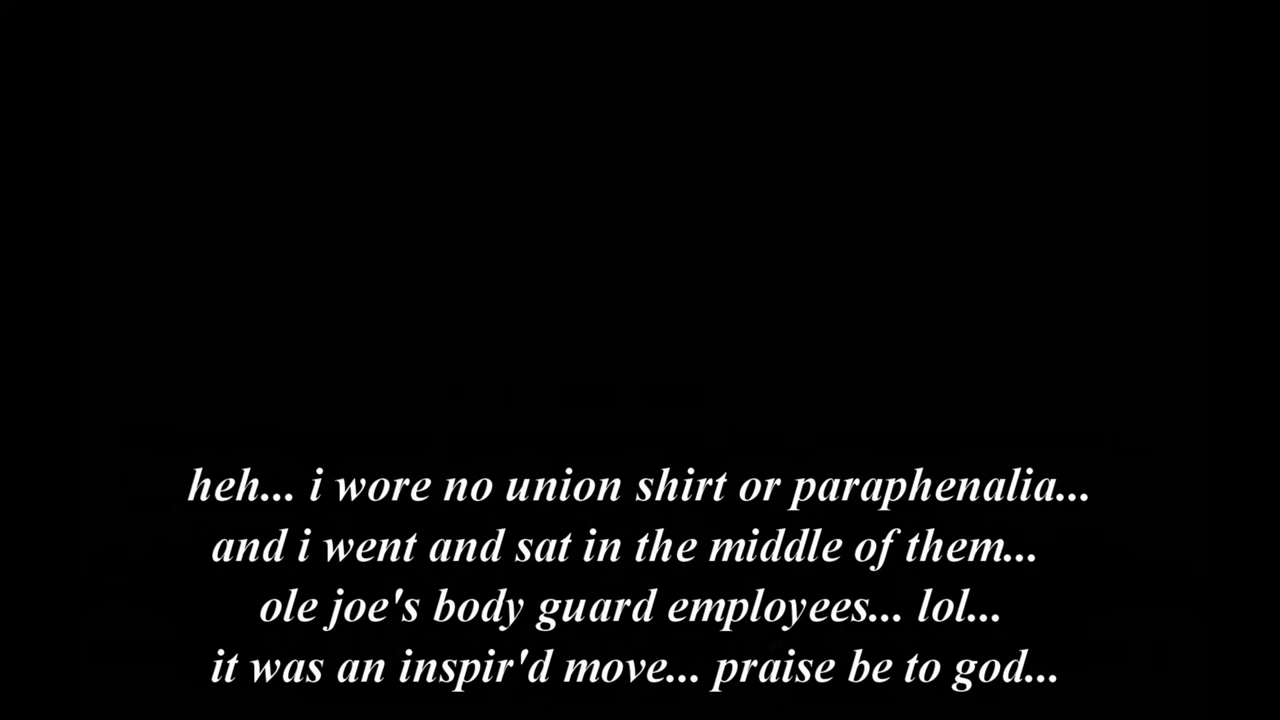 heh... i wore no union shirt or paraphenalia...
and i went and sat in the middle of them...
ole joe's body guard employees... lol...
it was an inspir'd move... praise be to god...